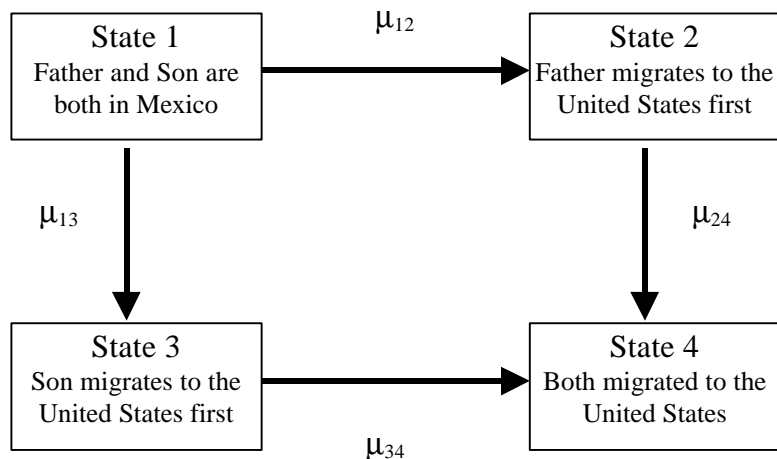 μ12
State 1
Father and Son are
both in Mexico
State 2
Father migrates to the
United States first
μ13
μ24
State 3
Son migrates to the
United States first
State 4
Both migrated to the
United States
μ34